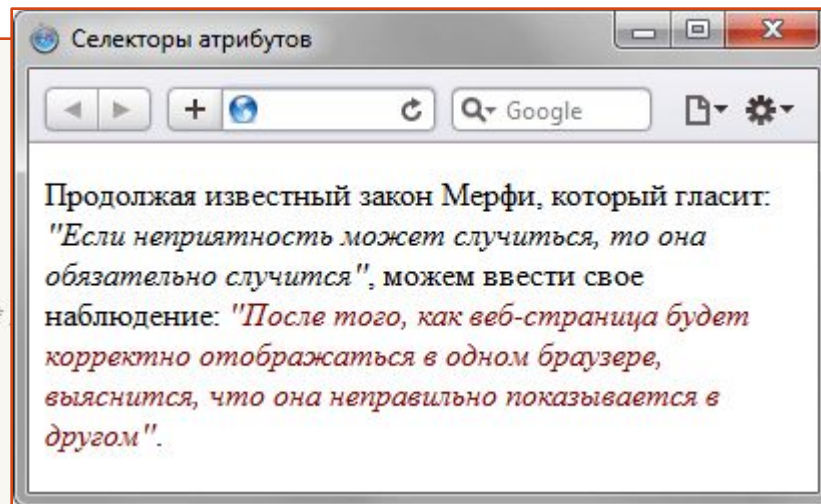 Селекторы атрибутов
Google
Продолжая известный закон Мерфи, который гласит:
"Если неприятность может случиться, то она
обязательно случится", можем ввести свое
наблюдение: "После того, как веб-страница будет
корректно отображаться в одном браузере,
выяснится, что она неправильно показывается в
другом".